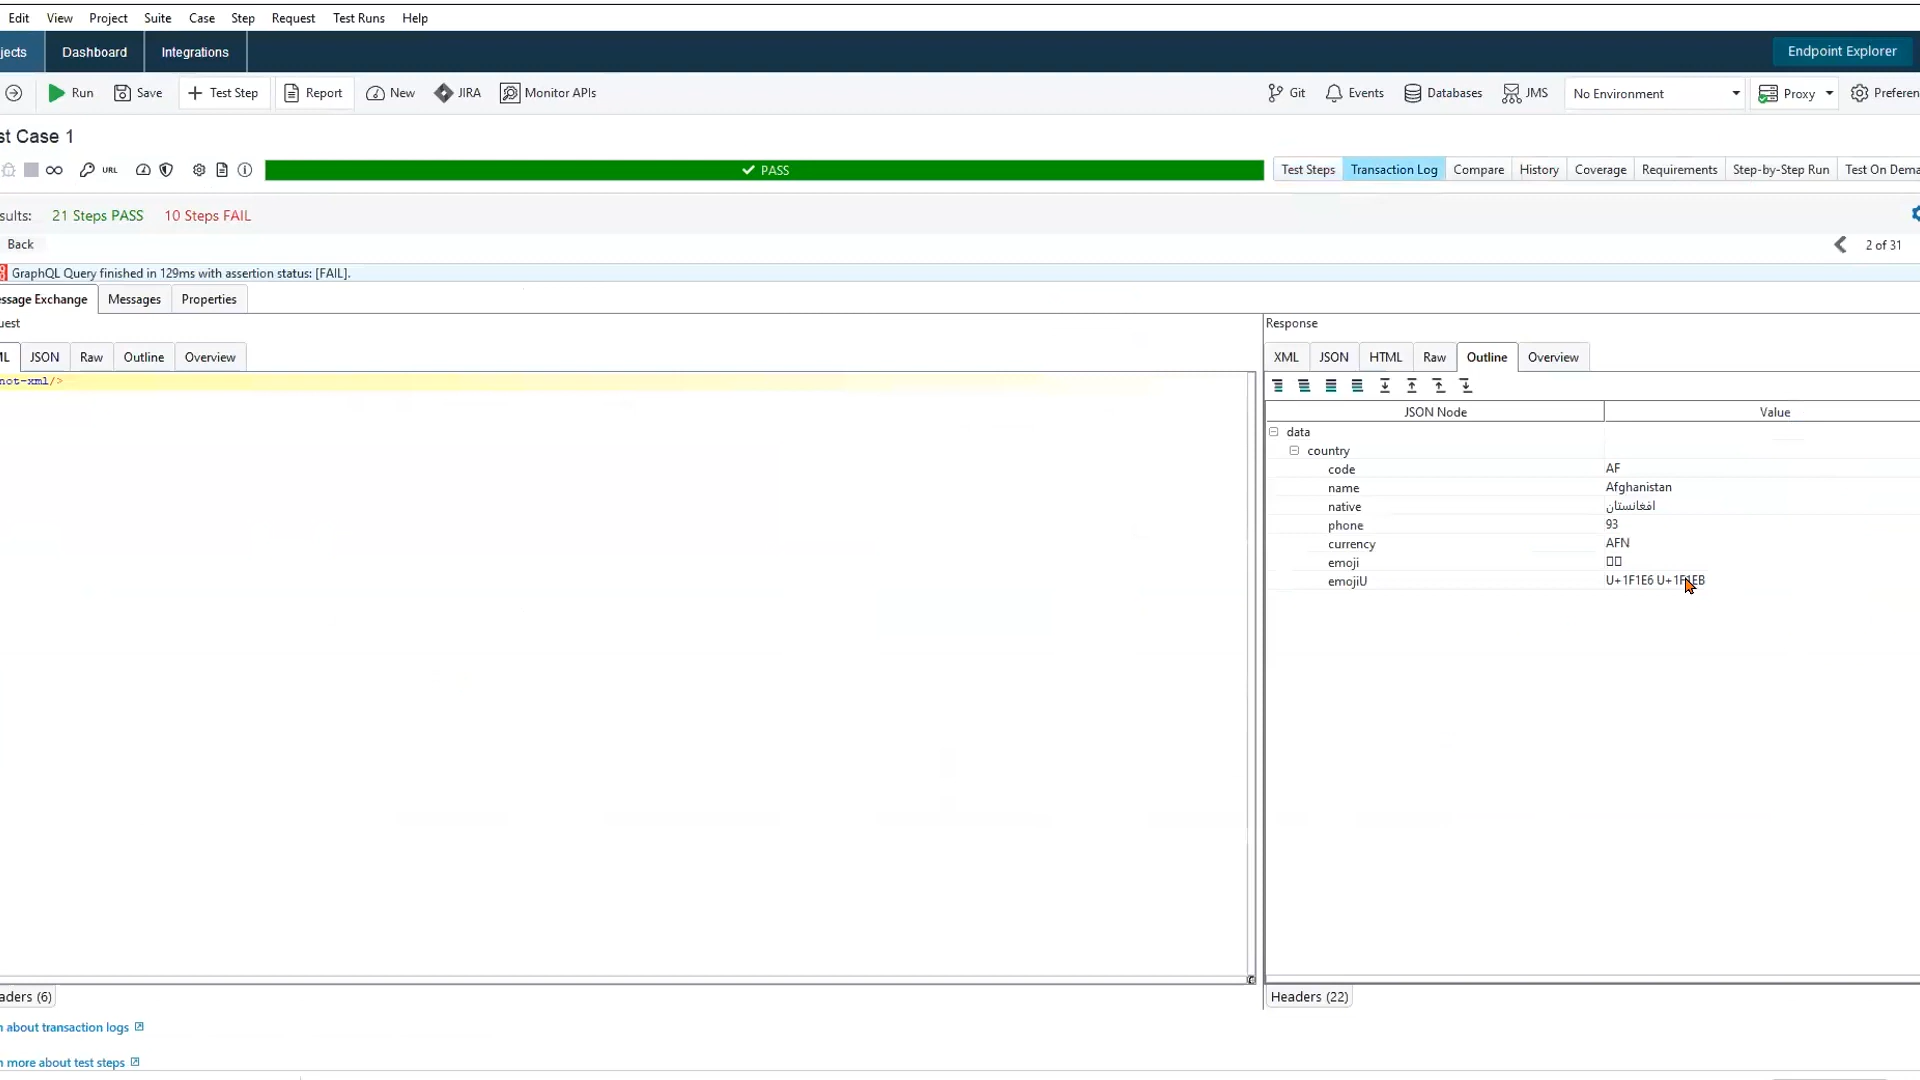 Edit View Project Suite Case Step Request Test Runs Help
jects Dashboard Integrations Endpoint Explorer
Run Save + Test Step Report New JIRA Monitor APIs Git Events Databases JMS No Environment Proxy Preferen
st Case 1
URL ✓ PASS Test Steps Transaction Log Compare History Coverage Requirements Step-by-Step Run Test On Dema
sults: 21 Steps PASS 10 Steps FAIL
Back 2 of 31
GraphQL Query finished in 129ms with assertion status: [FAIL].
essage Exchange Messages Properties
uest Response
ML JSON Raw Outline Overview XML JSON HTML Raw Outline Overview
not-xml/>
JSON Node Value
data
country
code AF
name Afghanistan
native افغانستان
phone 93
currency AFN
emoji
emojiU U+1F1E6 U+1F1EB
aders (6) Headers (22)
n about transaction logs
n more about test steps